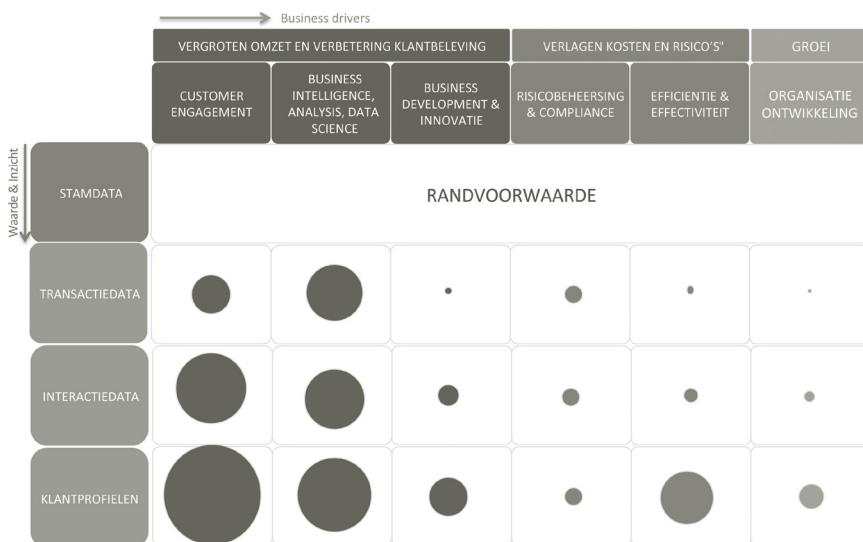 Business drivers
VERGROTEN OMZET EN VERBETERING KLANTBELEVING
VERLAGEN KOSTEN EN RISICO'S"
GROEI
CUSTOMER
ENGAGEMENT
BUSINESS
INTELLIGENCE,
ANALYSIS, DATA
SCIENCE
BUSINESS
DEVELOPMENT &
INNOVATIE
RISICOBEHEERSING
& COMPLIANCE
EFFICIENTIE &
EFFECTIVITEIT
ORGANISATIE
ONTWIKKELING
Waarde & Inzicht
STAMDATA
RANDVOORWAARDE
TRANSACTIEDATA
INTERACTIEDATA
KLANTPROFIELEN